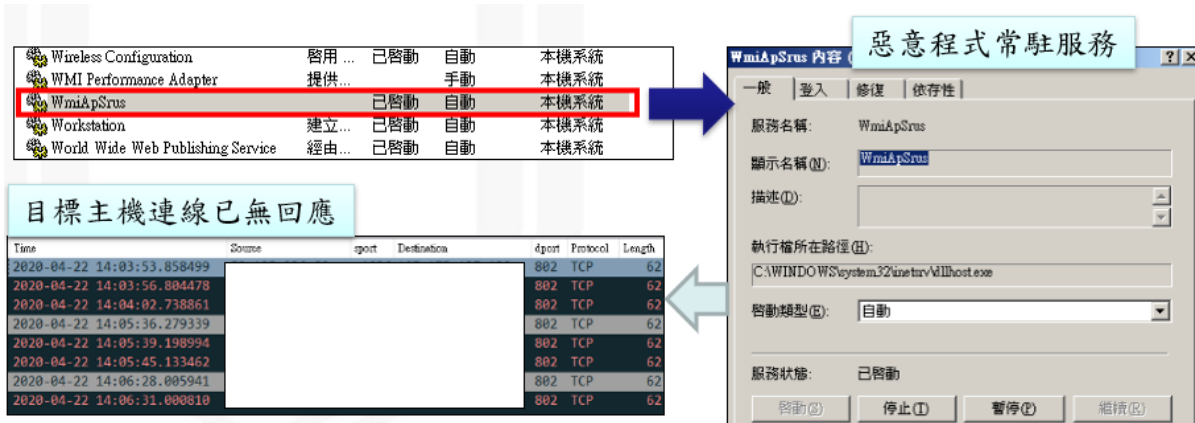 Wireless Configuration 啓用 ... 已啓動 自動 本機系統
WMI Performance Adapter 提供... 手動 本機系統
WmiApSrus 已啓動 自動 本機系統
Workstation 建立... 已啓動 自動 本機系統
World Wide Web Publishing Service 經由... 已啓動 自動 本機系統
惡意程式常駐服務
WmiApSrus 內容 (
一般 登入 修復 依存性
服務名稱: WmiApSrus
顯示名稱(N): WmiApSrus
描述(D):
執行檔所在路徑(H):
C:\WINDOWS\system32\inetsrv\dllhost.exe
啓動類型(E): 自動
服務狀態: 已啓動
啓動(S) 停止(T) 暫停(P) 繼續(R)
目標主機連線已無回應
Time Source sport Destination dport Protocol Length
2020-04-22 14:03:53.858499 802 TCP 62
2020-04-22 14:03:56.804478 802 TCP 62
2020-04-22 14:04:02.738861 802 TCP 62
2020-04-22 14:05:36.279339 802 TCP 62
2020-04-22 14:05:39.198994 802 TCP 62
2020-04-22 14:05:45.133462 802 TCP 62
2020-04-22 14:06:28.005941 802 TCP 62
2020-04-22 14:06:31.000810 802 TCP 62